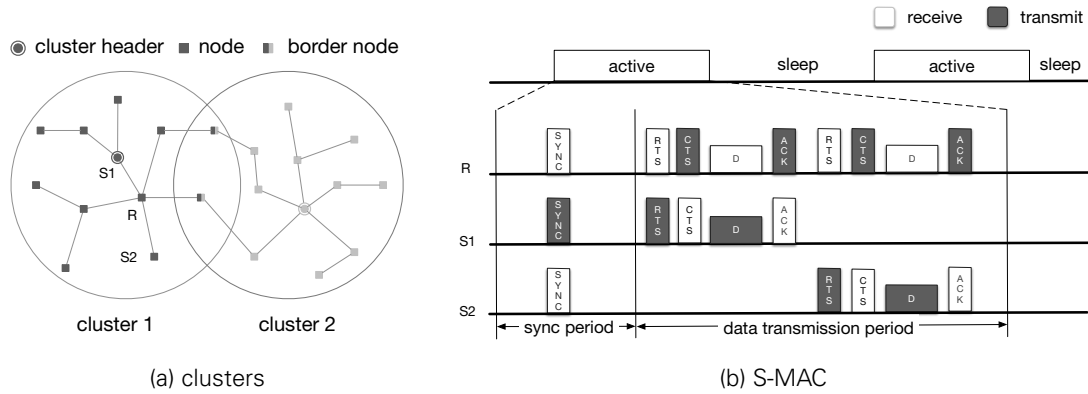 cluster header node border node
S1
R
S2
cluster 1 cluster 2
(a) clusters
receive transmit
active sleep active sleep
SYNC RTS CTS D ACK RTS CTS D ACK
R
SYNC RTS CTS D ACK
S1
SYNC RTS CTS D ACK
S2
sync period data transmission period
(b) S-MAC